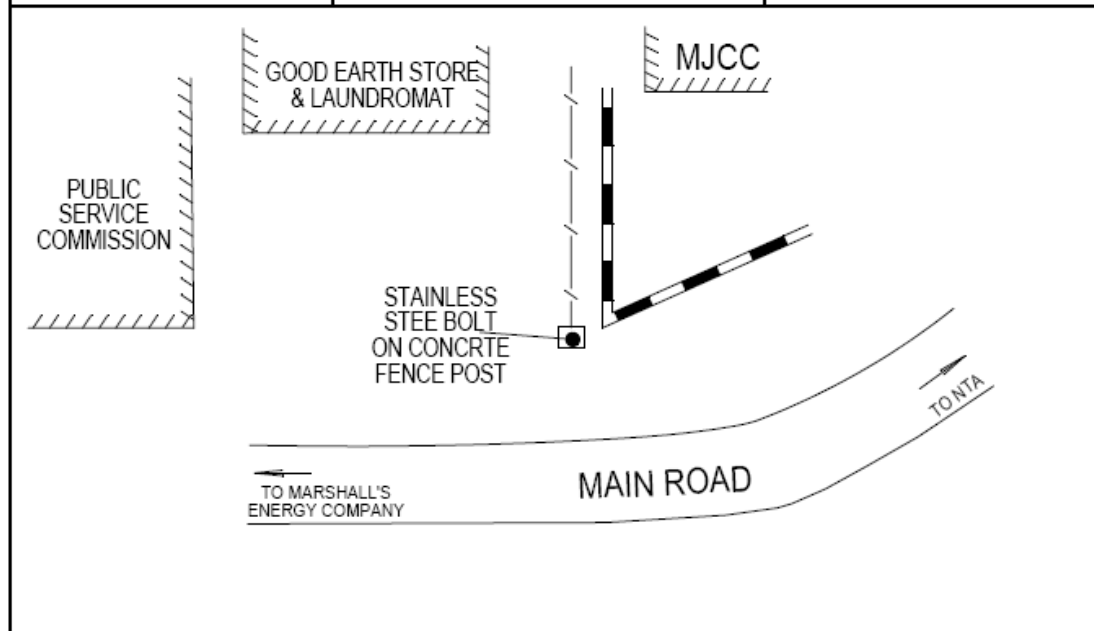 GOOD EARTH STORE
& LAUNDROMAT
MJCC
PUBLIC
SERVICE
COMMISSION
STAINLESS
STEE BOLT
ON CONCRTE
FENCE POST
TO NTA
MAIN ROAD
TO MARSHALL'S
ENERGY COMPANY